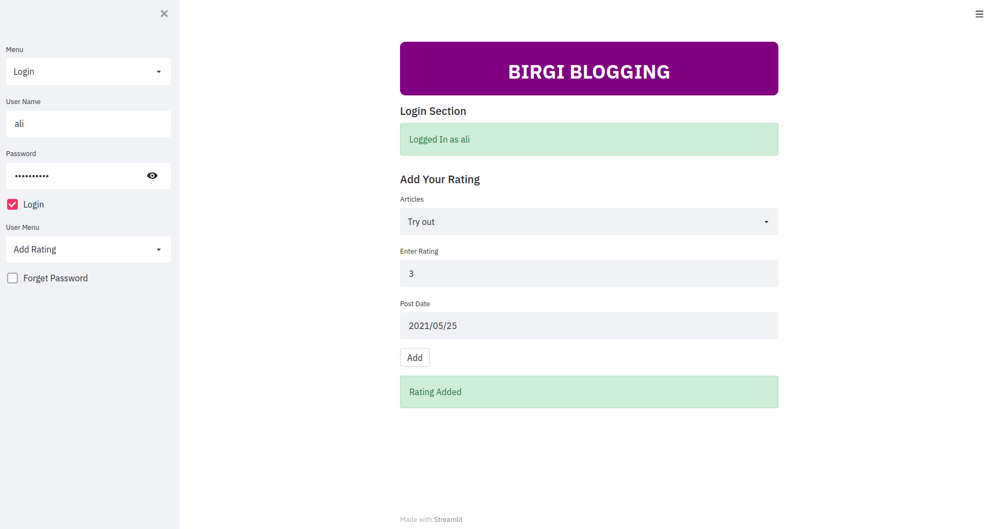 Menu
Login
User Name
ali
Password
••••••••••
Login
User Menu
Add Rating
Forget Password
BIRGI BLOGGING
Login Section
Logged In as ali
Add Your Rating
Articles
Try out
Enter Rating
3
Post Date
2021/05/25
Add
Rating Added
Made with Streamlit